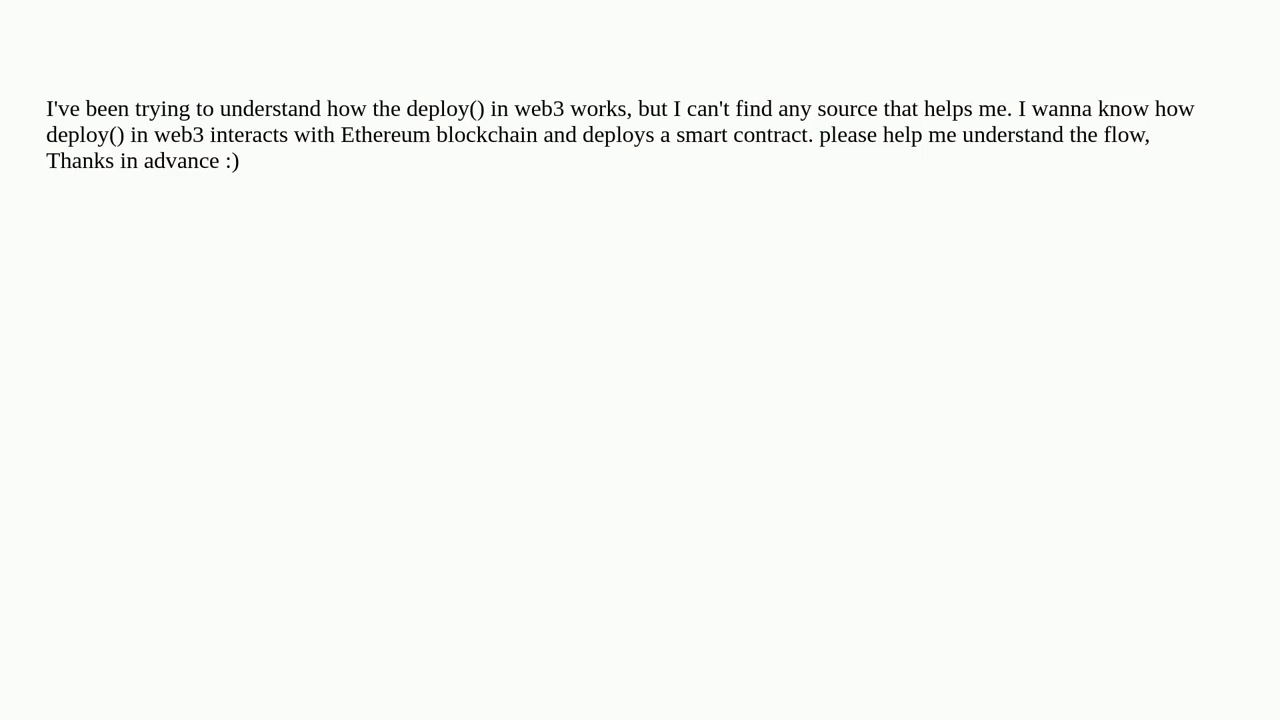 I've been trying to understand how the deploy() in web3 works, but I can't find any source that helps me. I wanna know how
deploy() in web3 interacts with Ethereum blockchain and deploys a smart contract. please help me understand the flow,
Thanks in advance :)